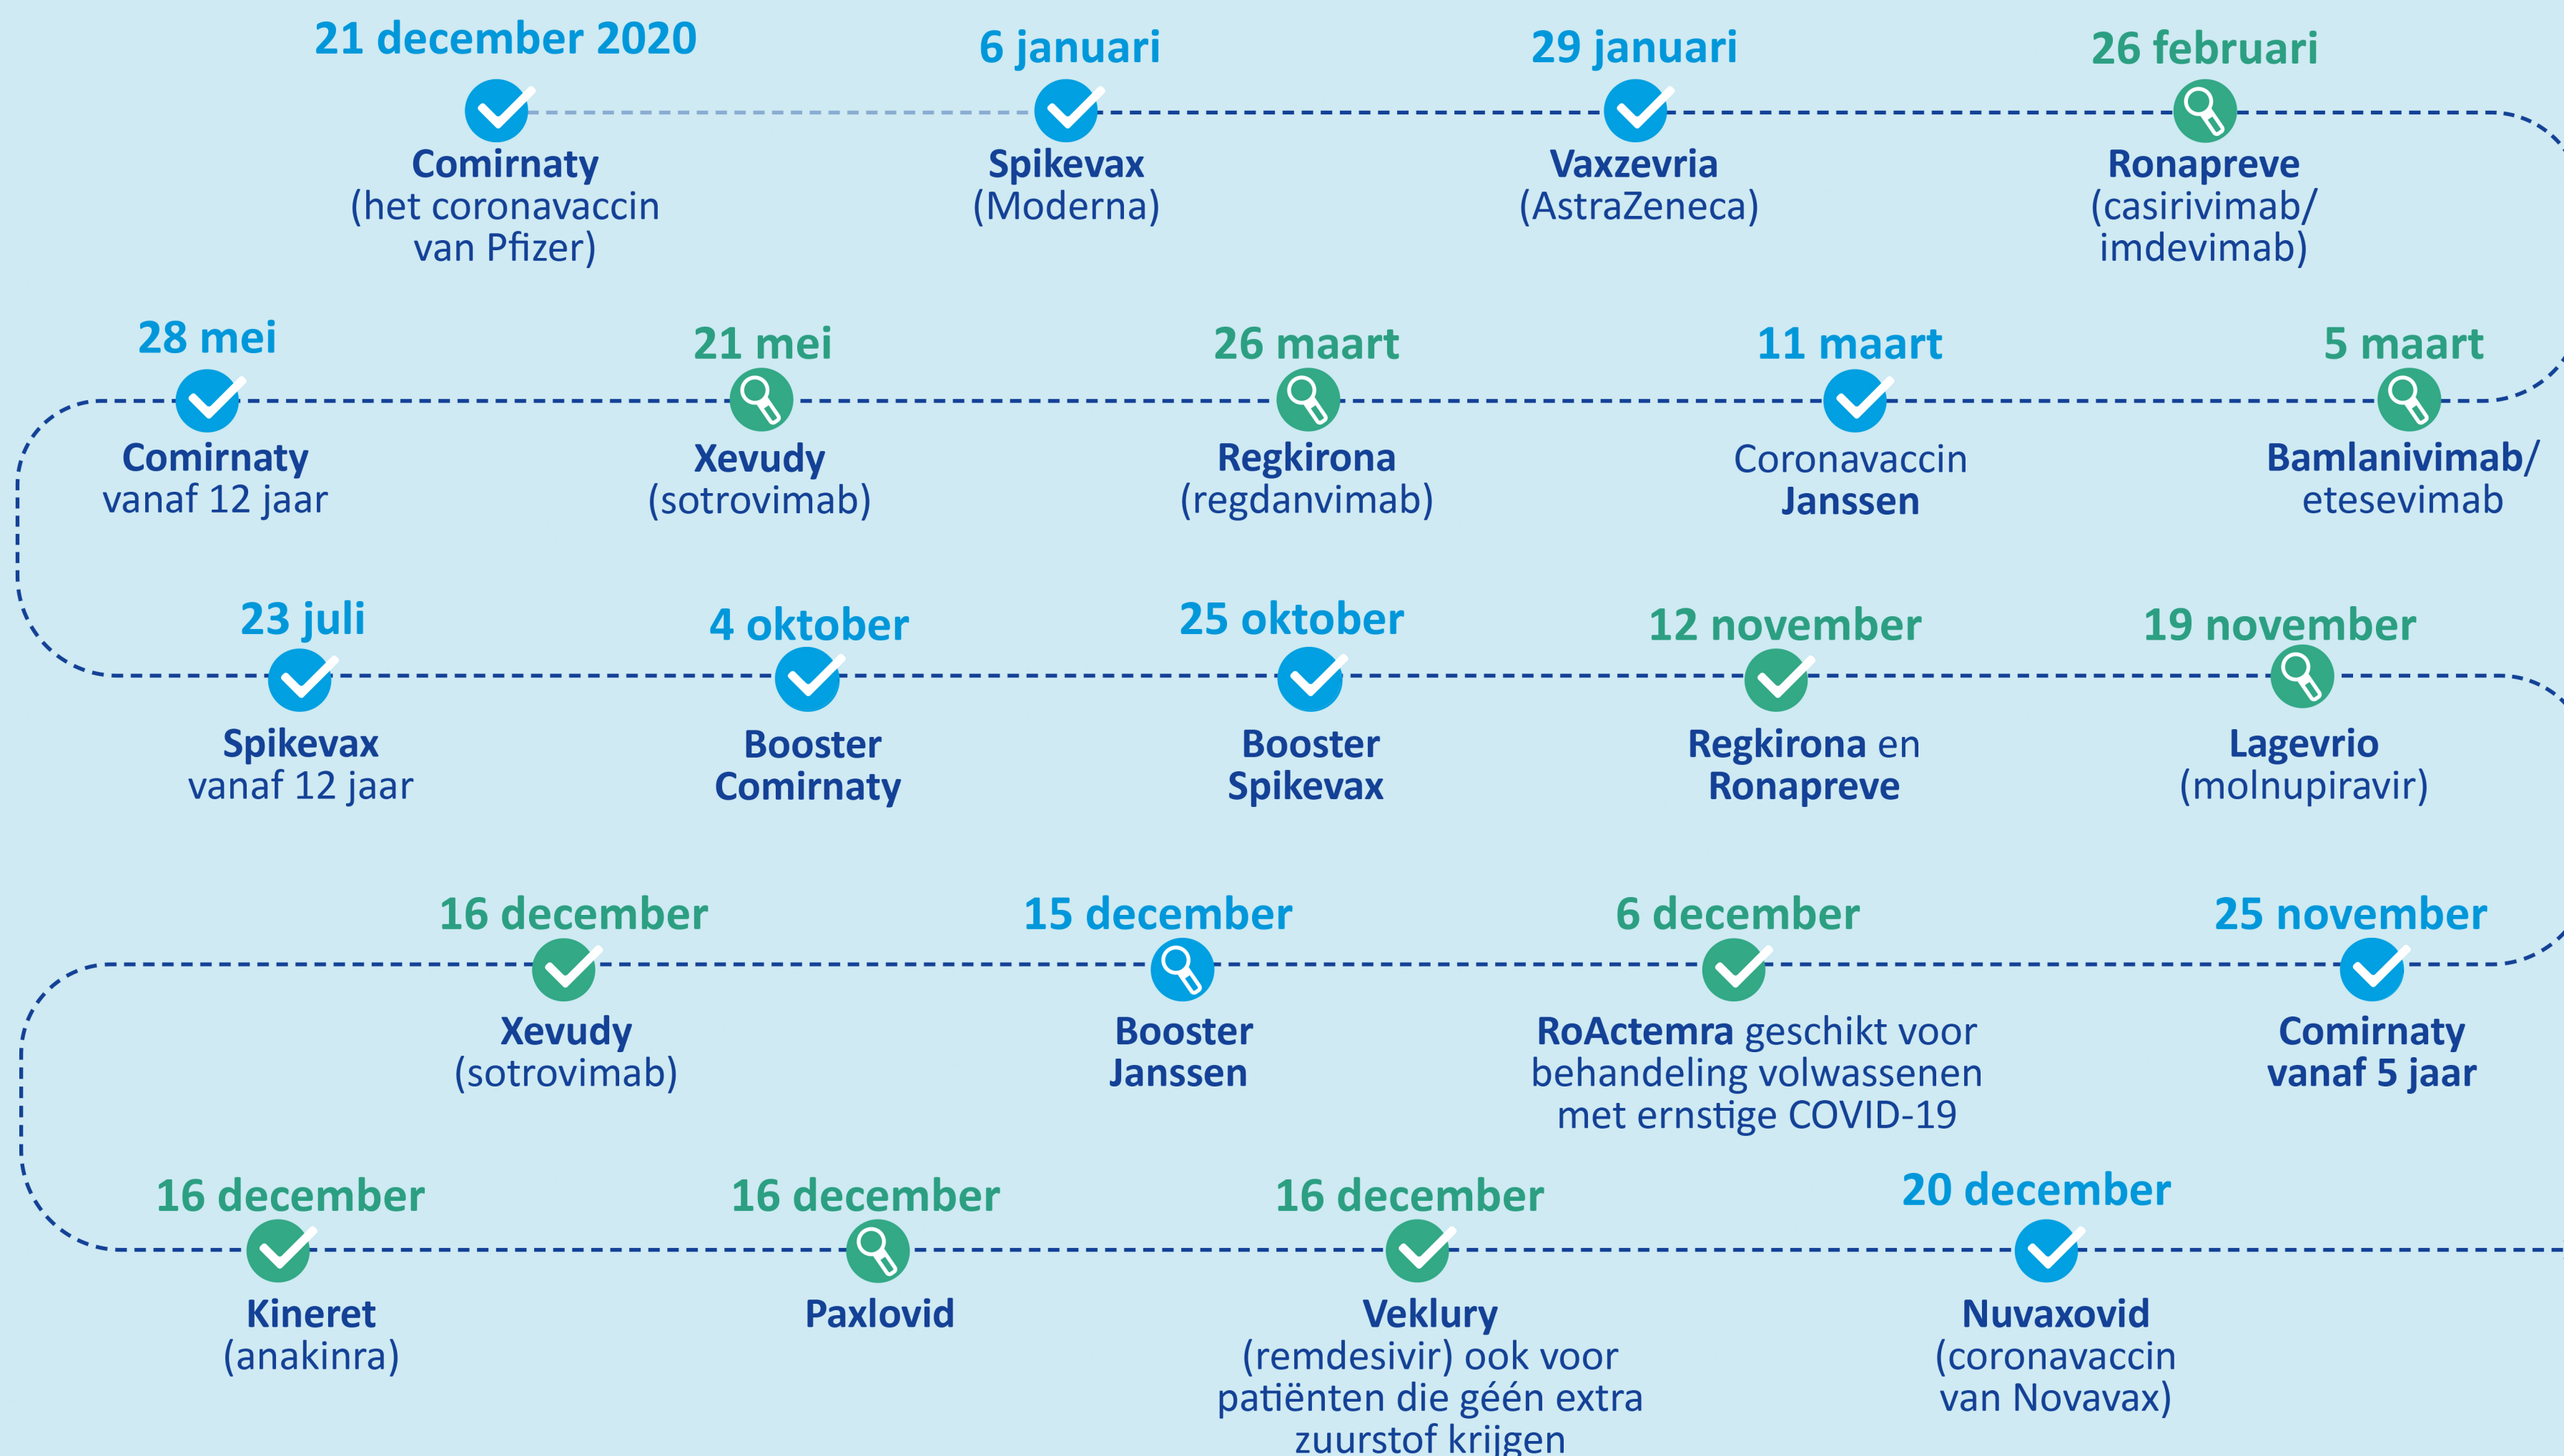 21 december 2020
Comirnaty
(het coronavaccin
van Pfizer)
6 januari
Spikevax
(Moderna)
29 januari
Vaxzevria
(AstraZeneca)
26 februari
Ronapreve
(casirivimab/
imdevimab)
28 mei
Comirnaty
vanaf 12 jaar
21 mei
Xevudy
(sotrovimab)
26 maart
Regkirona
(regdanvimab)
11 maart
Coronavaccin
Janssen
5 maart
Bamlanivimab/
etesevimab
23 juli
Spikevax
vanaf 12 jaar
4 oktober
Booster
Comirnaty
25 oktober
Booster
Spikevax
12 november
Regkirona en
Ronapreve
19 november
Lagevrio
(molnupiravir)
16 december
Xevudy
(sotrovimab)
15 december
Booster
Janssen
6 december
RoActemra geschikt voor
behandeling volwassenen
met ernstige COVID-19
25 november
Comirnaty
vanaf 5 jaar
16 december
Kineret
(anakinra)
16 december
Paxlovid
16 december
Veklury
(remdesivir) ook voor
patiënten die géén extra
zuurstof krijgen
20 december
Nuvaxovid
(coronavaccin
van Novavax)